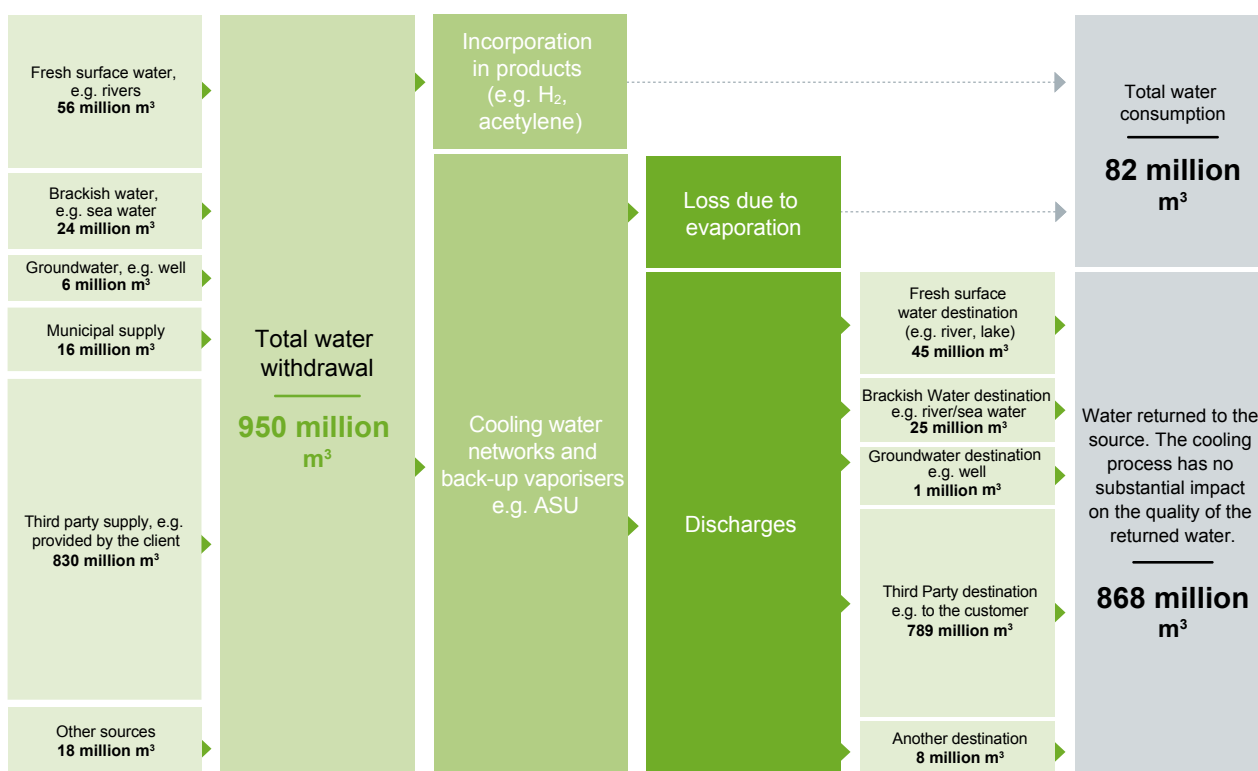 Fresh surface water,
e.g. rivers
56 million m³
Brackish water,
e.g. sea water
24 million m³
Groundwater, e.g. well
6 million m³
Municipal supply
16 million m³
Third party supply, e.g.
provided by the client
830 million m³
Other sources
18 million m³
Total water
withdrawal
950 million
m³
Incorporation
in products
(e.g. H₂,
acetylene)
Cooling water
networks and
back-up vaporisers
e.g. ASU
Loss due to
evaporation
Discharges
Fresh surface
water destination
(e.g. river, lake)
45 million m³
Brackish Water destination
e.g. river/sea water
25 million m³
Groundwater destination
e.g. well
1 million m³
Third Party destination
e.g. to the customer
789 million m³
Another destination
8 million m³
Total water
consumption
82 million
m³
Water returned to the
source. The cooling
process has no
substantial impact
on the quality of the
returned water.
868 million
m³